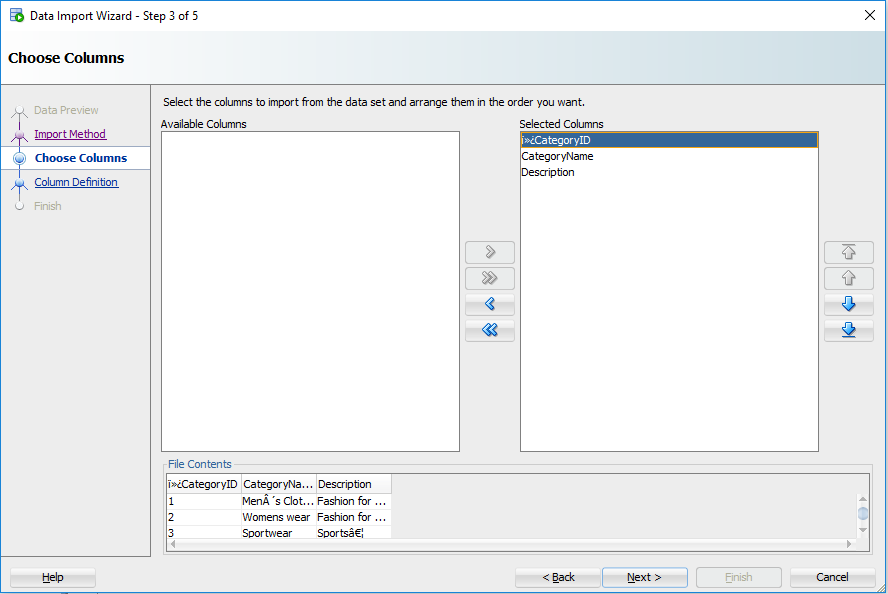 Data Import Wizard - Step 3 of 5
Choose Columns
Data Preview
Import Method
Choose Columns
Column Definition
Finish
Select the columns to import from the data set and arrange them in the order you want.
Available Columns
Selected Columns
ï»¿CategoryID
CategoryName
Description
File Contents
ï»¿CategoryID CategoryNa... Description
1 MenÂ´s Clot... Fashion for ...
2 Womens wear Fashion for ...
3 Sportwear Sportsâ€¦
Help
< Back
Next >
Finish
Cancel